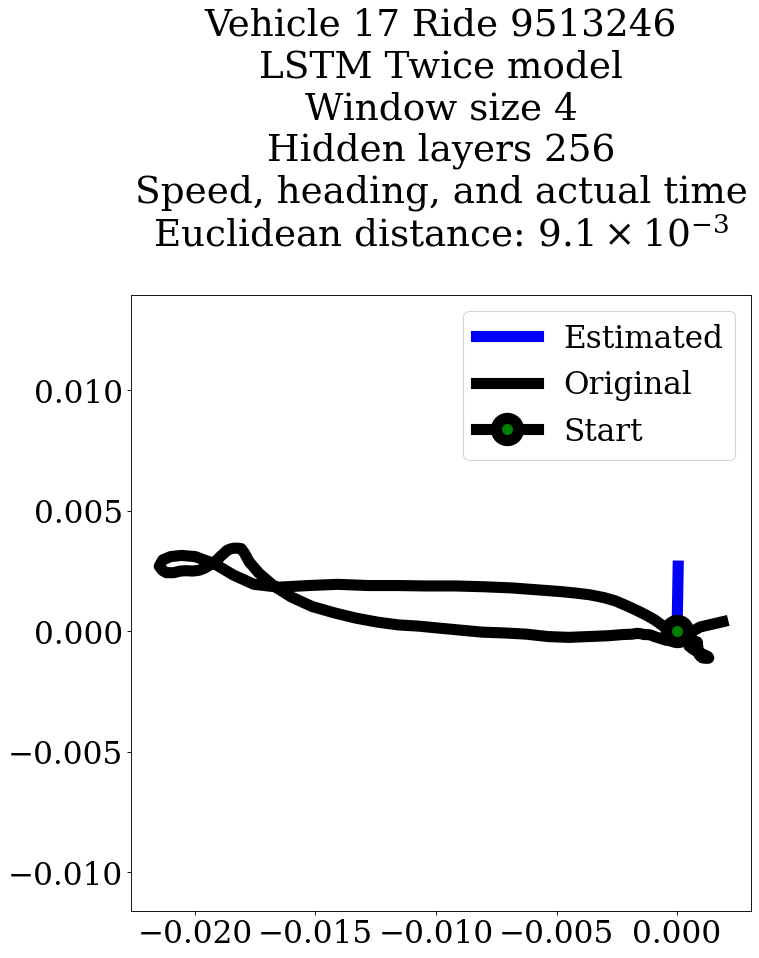 Vehicle 17 Ride 9513246
LSTM Twice model
Window size 4
Hidden layers 256
Speed, heading, and actual time
Euclidean distance: 9.1 × 10⁻³
Estimated
Original
Start
0.010
0.005
0.000
−0.005
−0.010
−0.020 −0.015 −0.010 −0.005 0.000